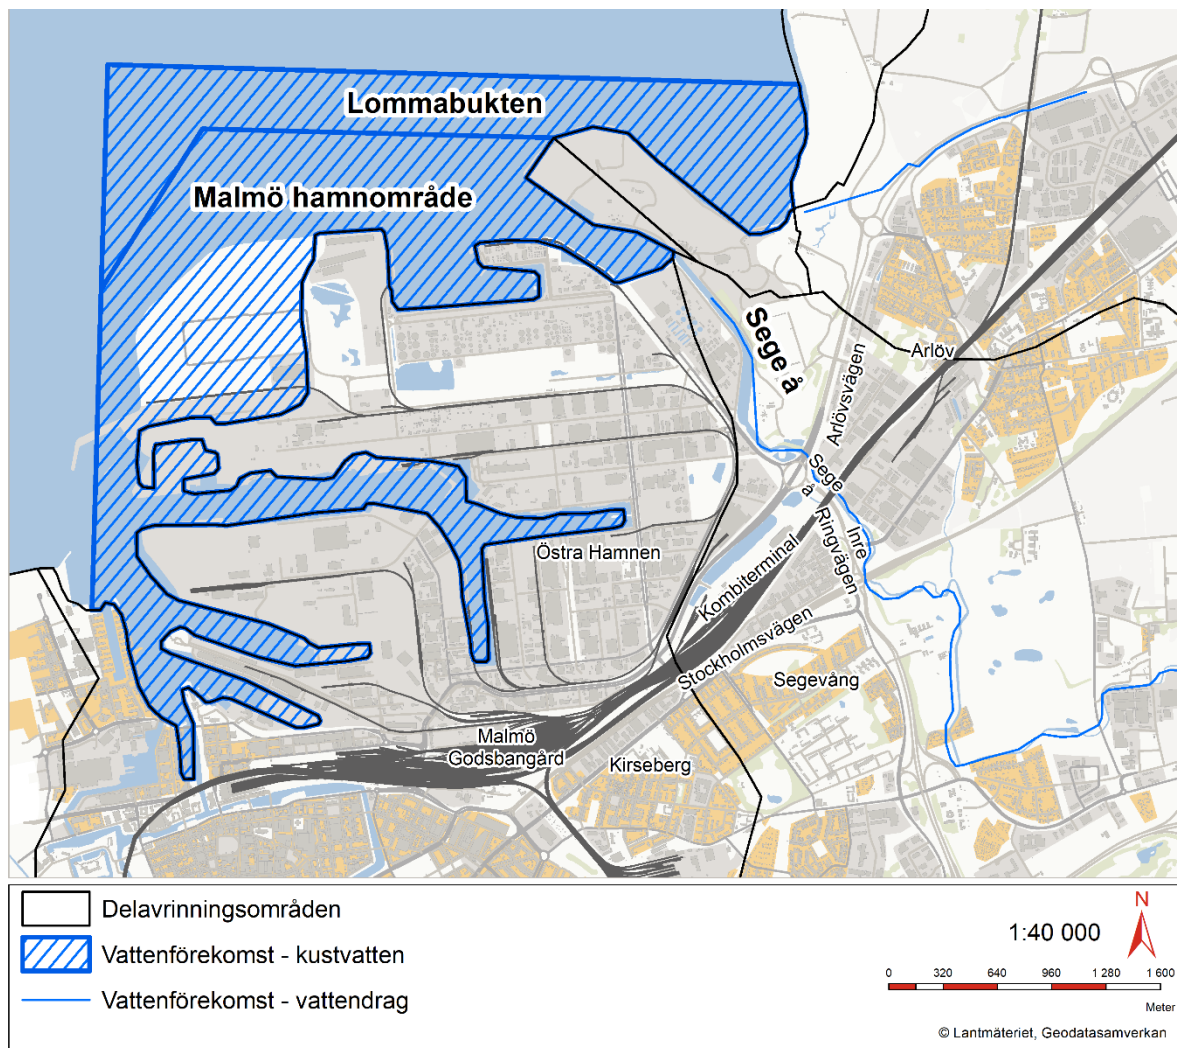 Lommabukten
Malmö hamnområde
Sege å
Arlöv
Arlövsvägen
Sege
å
Inre
Ringvägen
Östra Hamnen
Kombiterminal
Stockholmsvägen
Segevång
Malmö
Godsbangård
Kirseberg
Delavrinningsområden
Vattenförekomst - kustvatten
Vattenförekomst - vattendrag
1:40 000
N
0 320 640 960 1 280 1 600
Meter
© Lantmäteriet, Geodatasamverkan